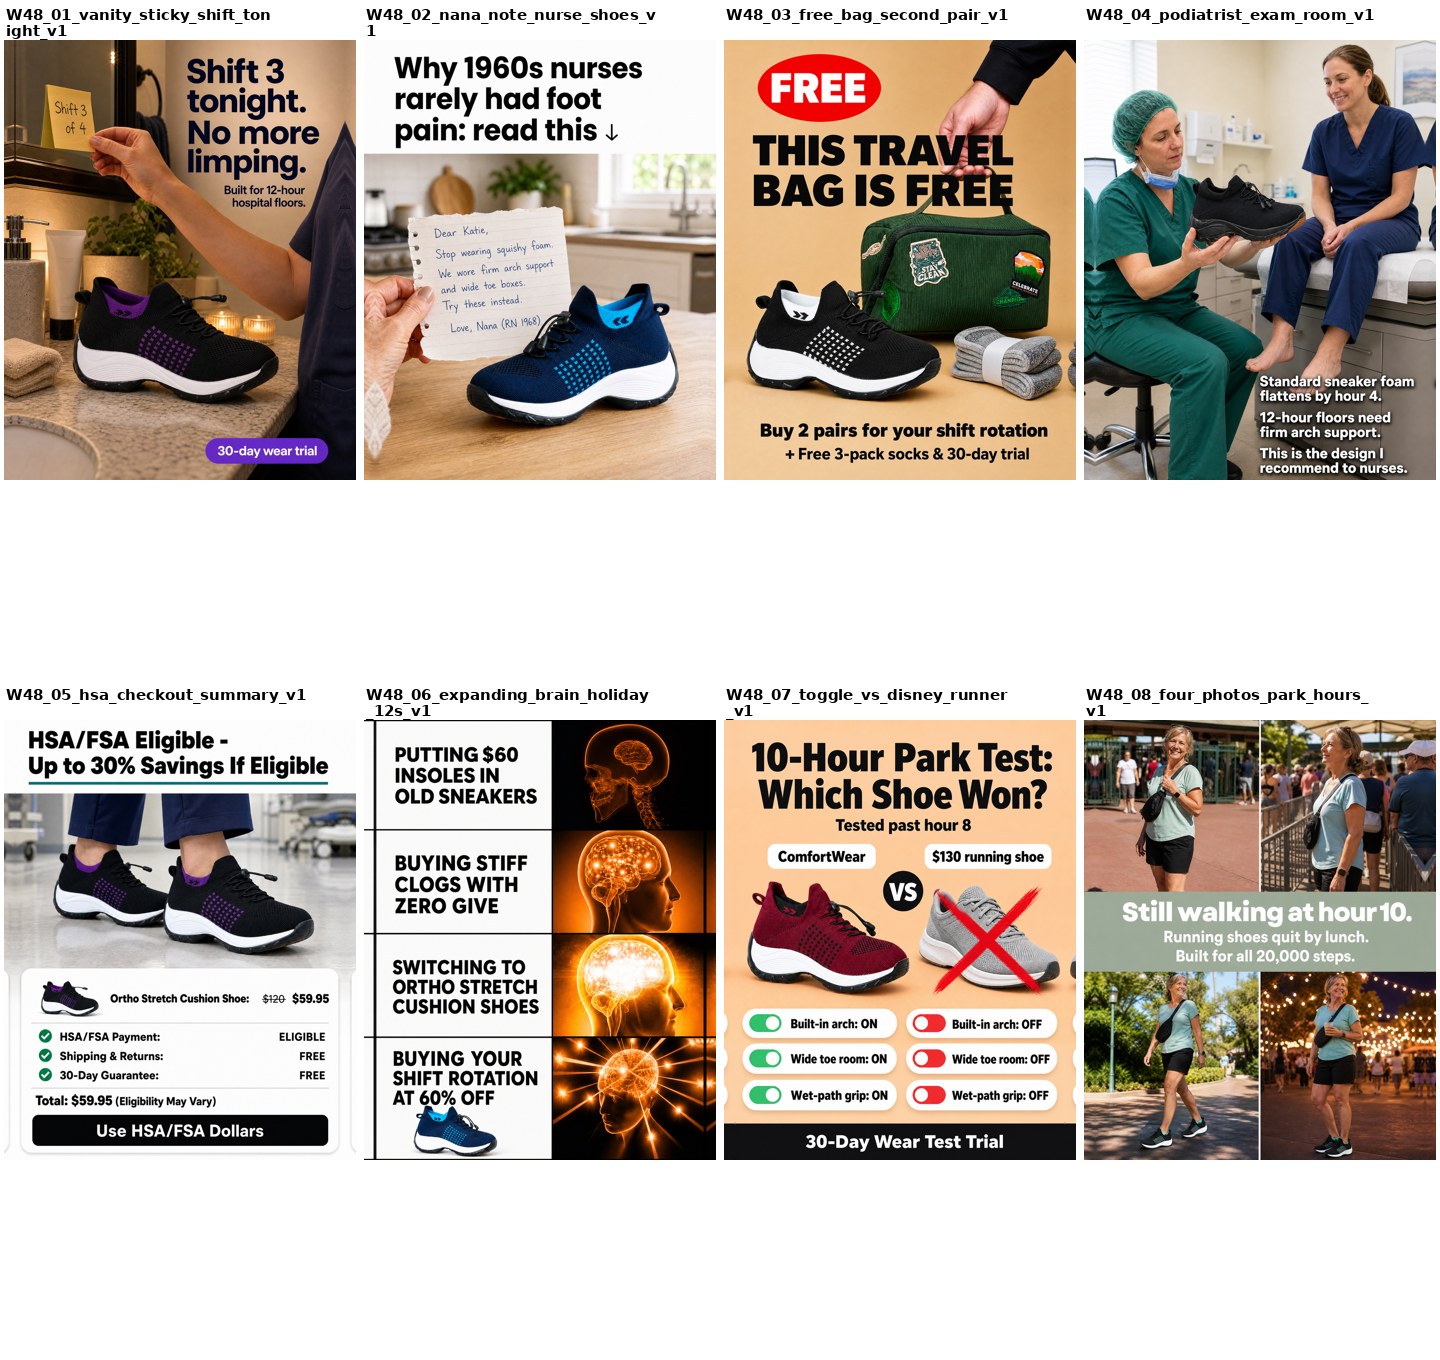 W48_01_vanity_sticky_shift_ton
ight_v1
Shift 3
of 4
Shift 3
tonight.
No more
limping.
Built for 12-hour
hospital floors.
30-day wear trial
W48_02_nana_note_nurse_shoes_v
1
Why 1960s nurses
rarely had foot
pain: read this ↓
Dear Katie,
Stop wearing squishy foam.
We wore firm arch support
and wide toe boxes.
Try these instead.
Love, Nana (RN 1968)
W48_03_free_bag_second_pair_v1
FREE
THIS TRAVEL
BAG IS FREE
STAY
CLEAN
CELEBRATE
Buy 2 pairs for your shift rotation
+ Free 3-pack socks & 30-day trial
W48_04_podiatrist_exam_room_v1
Standard sneaker foam
flattens by hour 4.
12-hour floors need
firm arch support.
This is the design I
recommend to nurses.
W48_05_hsa_checkout_summary_v1
HSA/FSA Eligible -
Up to 30% Savings If Eligible
Ortho Stretch Cushion Shoe: $120 $59.95
HSA/FSA Payment: ELIGIBLE
Shipping & Returns: FREE
30-Day Guarantee: FREE
Total: $59.95 (Eligibility May Vary)
Use HSA/FSA Dollars
W48_06_expanding_brain_holiday
_12s_v1
PUTTING $60
INSOLES IN
OLD SNEAKERS
BUYING STIFF
CLOGS WITH
ZERO GIVE
SWITCHING TO
ORTHO STRETCH
CUSHION SHOES
BUYING YOUR
SHIFT ROTATION
AT 60% OFF
W48_07_toggle_vs_disney_runner
_v1
10-Hour Park Test:
Which Shoe Won?
Tested past hour 8
ComfortWear
VS
$130 running shoe
Built-in arch: ON
Built-in arch: OFF
Wide toe room: ON
Wide toe room: OFF
Wet-path grip: ON
Wet-path grip: OFF
30-Day Wear Test Trial
W48_08_four_photos_park_hours_
v1
Still walking at hour 10.
Running shoes quit by lunch.
Built for all 20,000 steps.